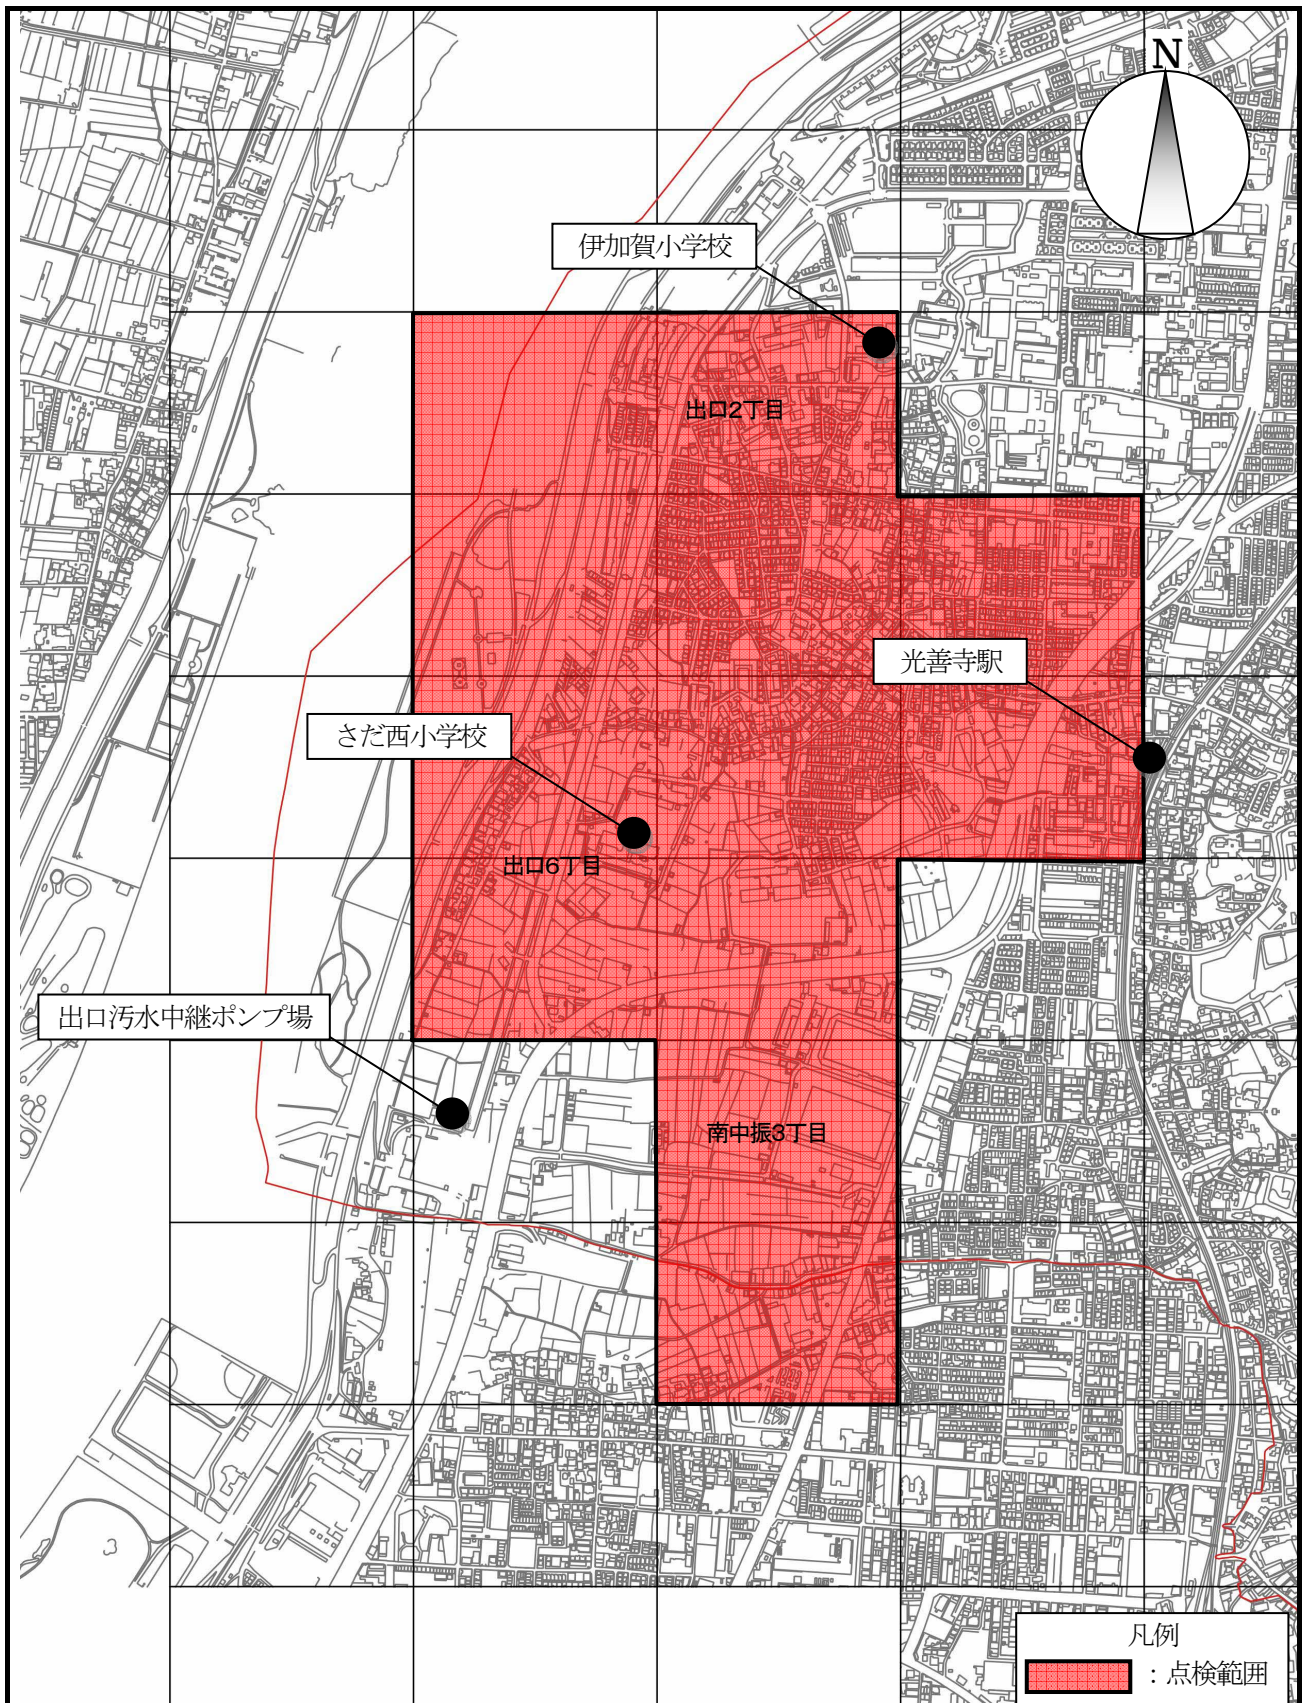 N
伊加賀小学校
出口2丁目
光善寺駅
さだ西小学校
出口6丁目
出口汚水中継ポンプ場
南中振3丁目
凡例
：点検範囲